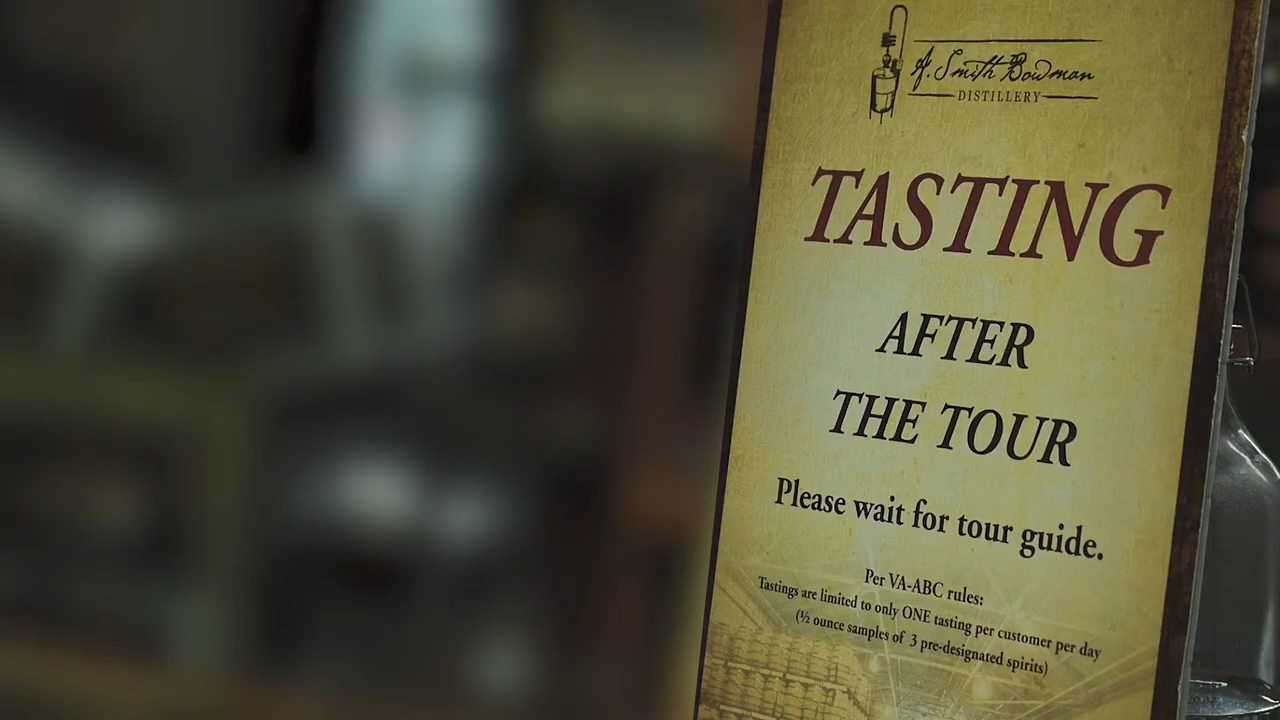 A. Smith Bowman
DISTILLERY
TASTING
AFTER
THE TOUR
Please wait for tour guide.
Per VA-ABC rules:
Tastings are limited to only ONE tasting per customer per day
(½ ounce samples of 3 pre-designated spirits)